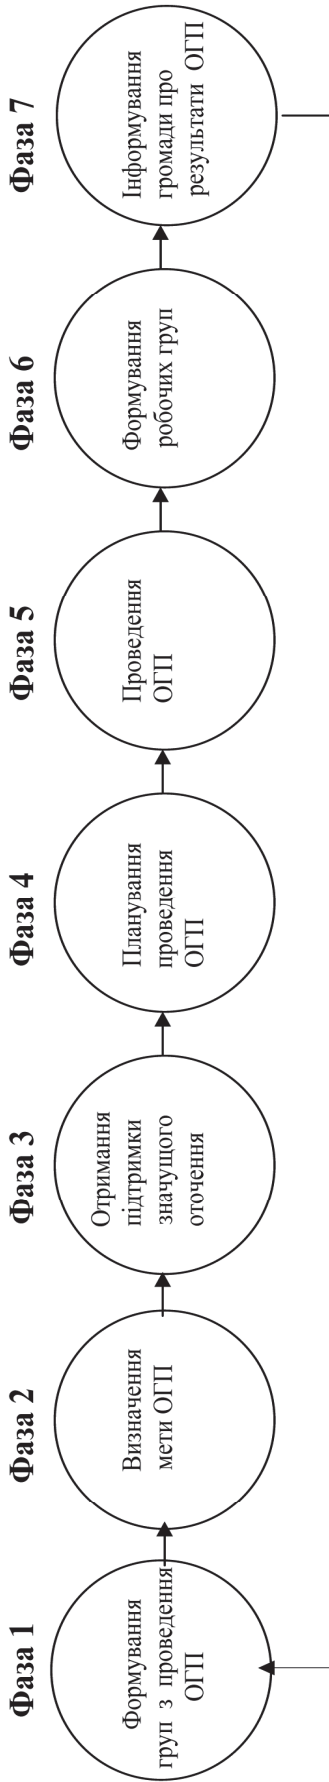 Фаза 1
Формування
груп з проведення
ОГП
Фаза 2
Визначення
мети ОГП
Фаза 3
Отримання
підтримки
значущого
оточення
Фаза 4
Планування
проведення
ОГП
Фаза 5
Проведення
ОГП
Фаза 6
Формування
робочих груп
Фаза 7
Інформування
громади про
результати ОГП